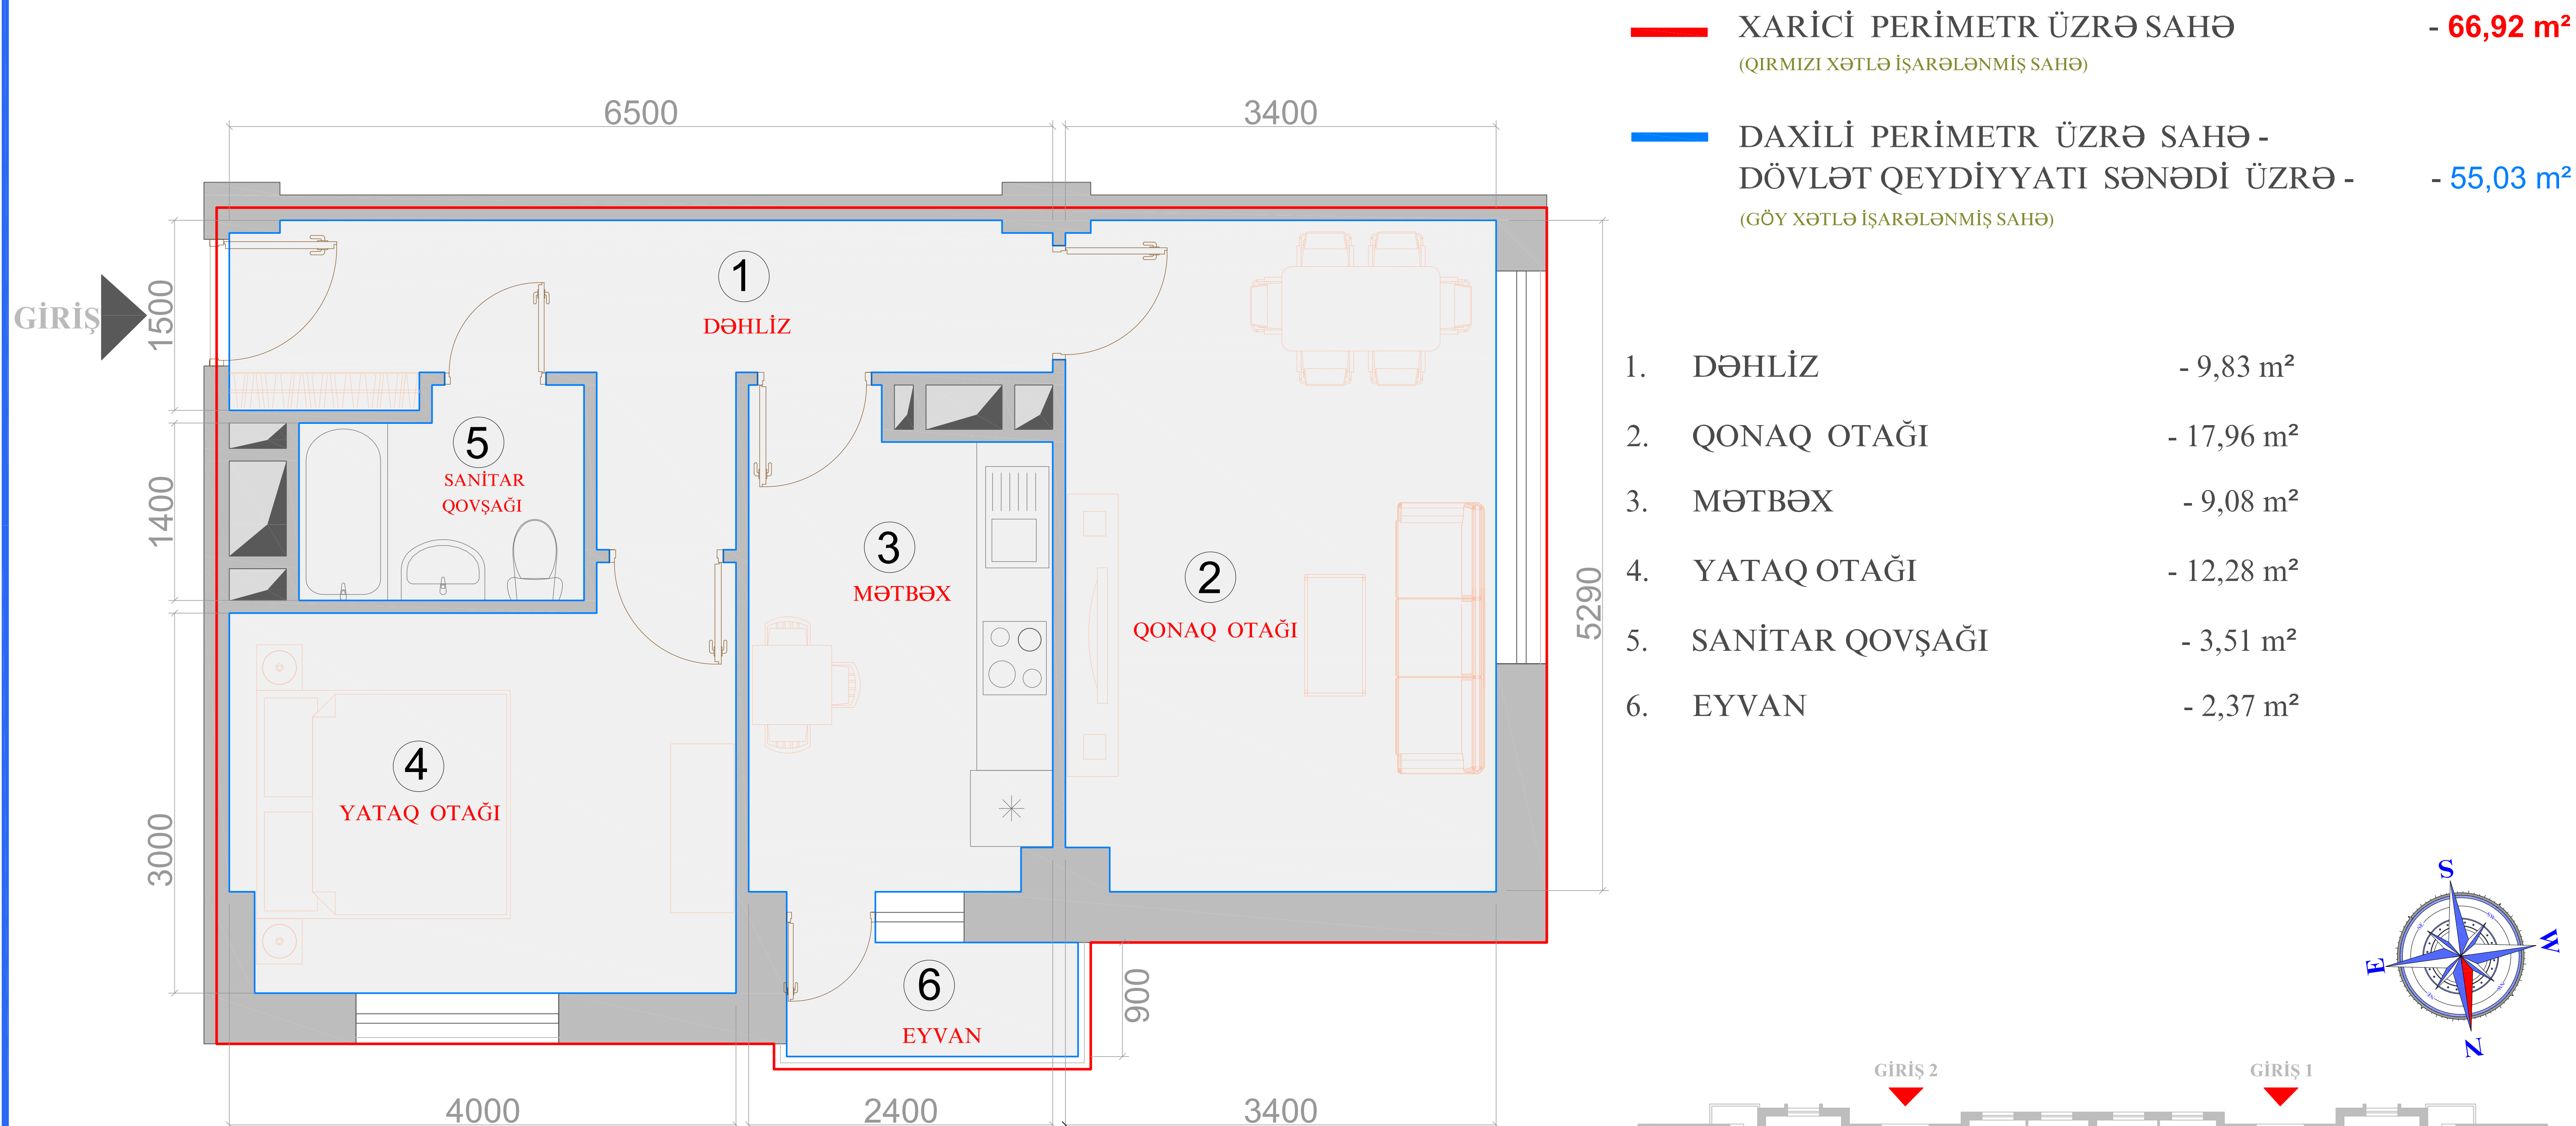 XARİCİ PERİMETR ÜZRƏ SAHƏ - 66,92 m²
(QIRMIZI XƏTLƏ İŞARƏLƏNMİŞ SAHƏ)
DAXİLİ PERİMETR ÜZRƏ SAHƏ -
DÖVLƏT QEYDİYYATI SƏNƏDİ ÜZRƏ - - 55,03 m²
(GÖY XƏTLƏ İŞARƏLƏNMİŞ SAHƏ)
6500
3400
GİRİŞ
1500
1400
3000
1
DƏHLİZ
5
SANİTAR
QOVŞAĞI
3
MƏTBƏX
2
QONAQ OTAĞI
4
YATAQ OTAĞI
6
EYVAN
5290
900
4000
2400
3400
1. DƏHLİZ - 9,83 m²
2. QONAQ OTAĞI - 17,96 m²
3. MƏTBƏX - 9,08 m²
4. YATAQ OTAĞI - 12,28 m²
5. SANİTAR QOVŞAĞI - 3,51 m²
6. EYVAN - 2,37 m²
S
W
E
N
GİRİŞ 2
GİRİŞ 1